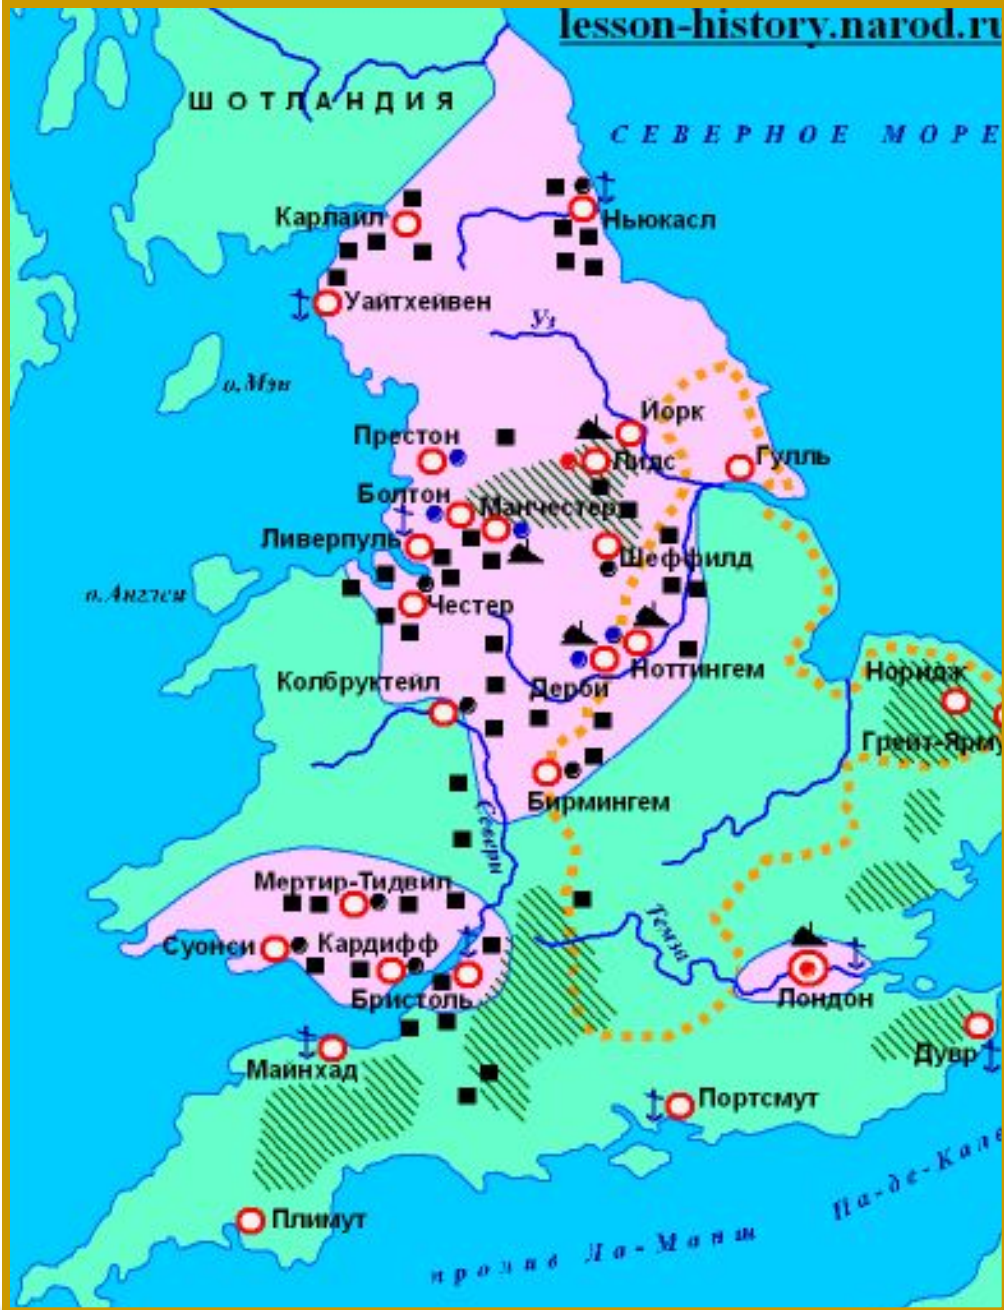 lesson-history.narod.ru
ШОТЛАНДИЯ
СЕВЕРНОЕ МОРЕ
Карлаил
Ньюкасл
Уайтхейвен
Уз
о.Мэн
Йорк
Престон
Лидс
Гулль
Болтон
Манчестер
Ливерпуль
Шеффилд
о.Англси
Честер
Колбруктейл
Дерби
Ноттингем
Норидж
Грейт-Ярму
Бирмингем
Северн
Мертир-Тидвил
Темза
Суонси
Кардифф
Бристоль
Лондон
Майнхад
Дувр
Портсмут
Па-де-Кале
Плимут
пролив Ла-Манш